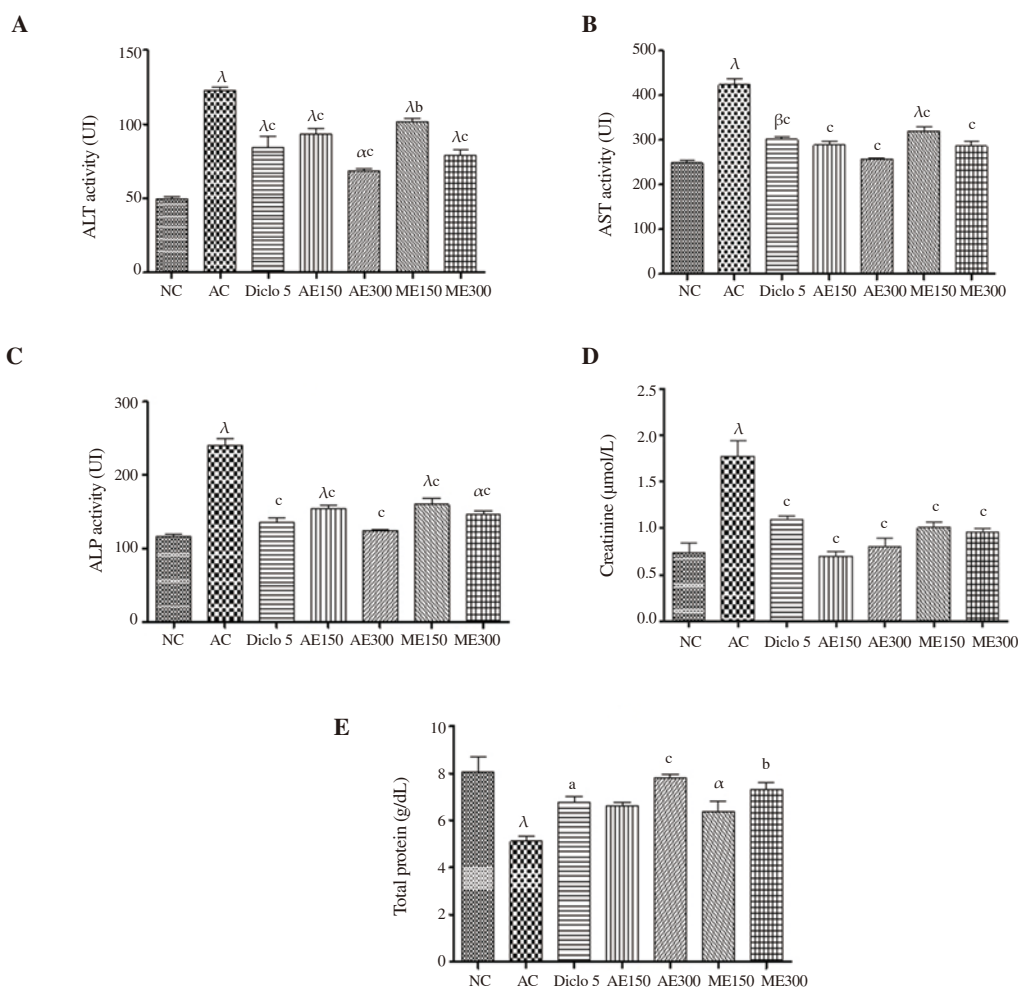 A
ALT activity (UI)
150
100
50
0
λ
λc
λc
αc
λb
λc
NC AC Diclo 5 AE150 AE300 ME150 ME300
B
AST activity (UI)
500
400
300
200
100
0
λ
βc
c
c
λc
c
NC AC Diclo 5 AE150 AE300 ME150 ME300
C
ALP activity (UI)
300
200
100
0
λ
c
λc
c
λc
αc
NC AC Diclo 5 AE150 AE300 ME150 ME300
D
Creatinine (μmol/L)
2.5
2.0
1.5
1.0
0.5
0.0
λ
c
c
c
c
c
NC AC Diclo 5 AE150 AE300 ME150 ME300
E
Total protein (g/dL)
10
8
6
4
2
0
λ
a
c
α
b
NC AC Diclo 5 AE150 AE300 ME150 ME300